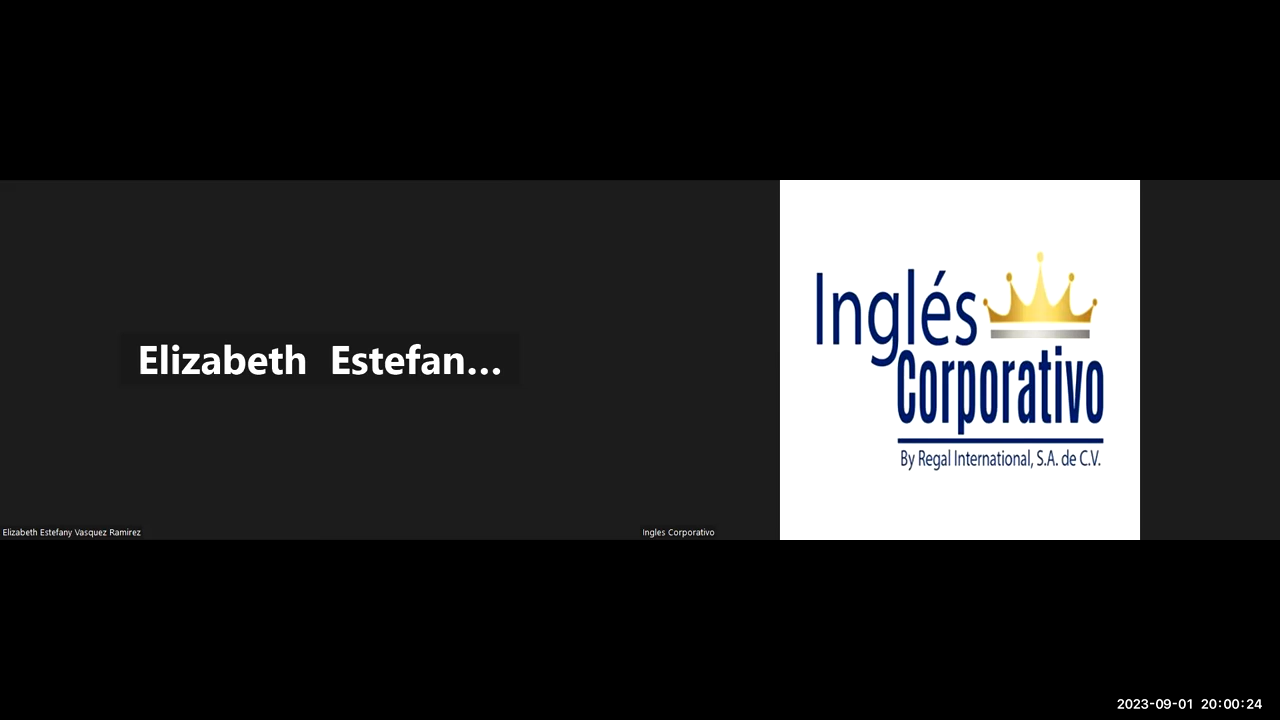 Elizabeth Estefan...
Elizabeth Estefany Vasquez Ramirez
Inglés
Corporativo
By Regal International, S.A. de C.V.
Ingles Corporativo
2023-09-01 20:00:24